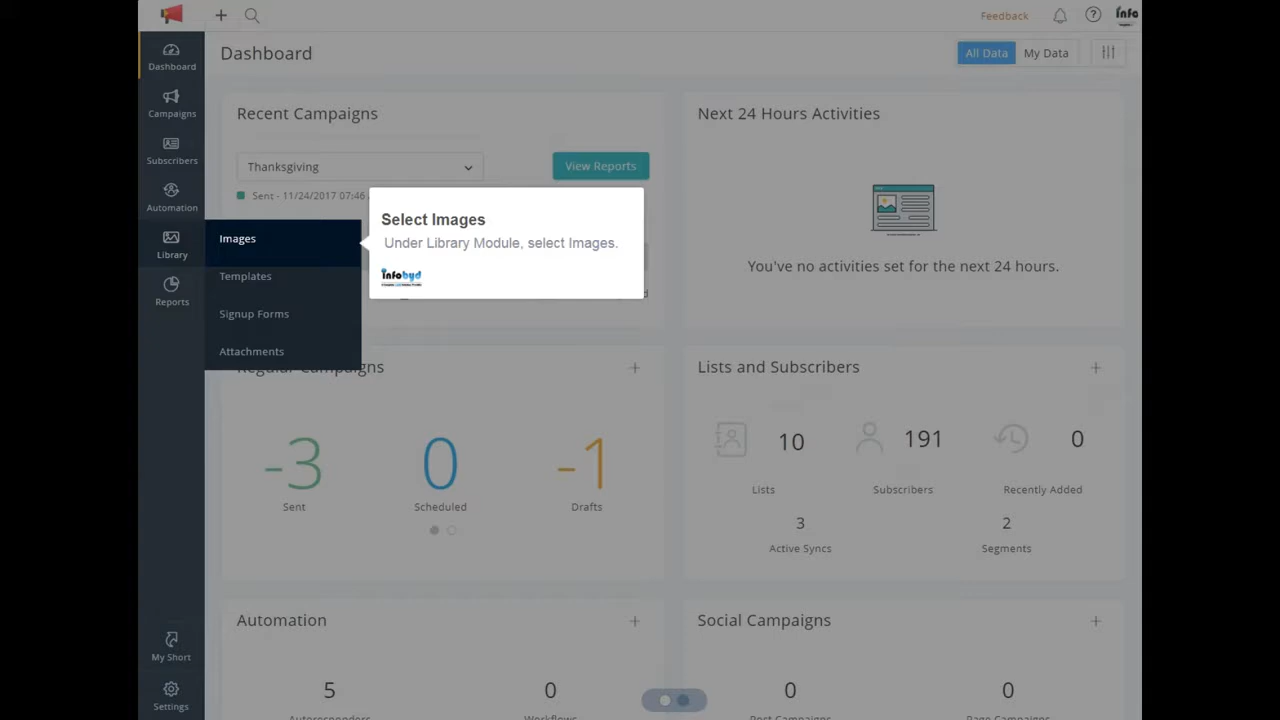 Feedback
info
Dashboard
All Data
My Data
Dashboard
Campaigns
Subscribers
Automation
Library
Reports
My Short
Settings
Images
Templates
Signup Forms
Attachments
Recent Campaigns
Thanksgiving
View Reports
Sent - 11/24/2017 07:46
Select Images
Under Library Module, select Images.
infobyd
Next 24 Hours Activities
You've no activities set for the next 24 hours.
Regular Campaigns
-3
0
-1
Sent
Scheduled
Drafts
Lists and Subscribers
10
191
0
Lists
Subscribers
Recently Added
3
2
Active Syncs
Segments
Automation
5
0
Autoresponders
Workflows
Social Campaigns
0
0
Post Campaigns
Page Campaigns